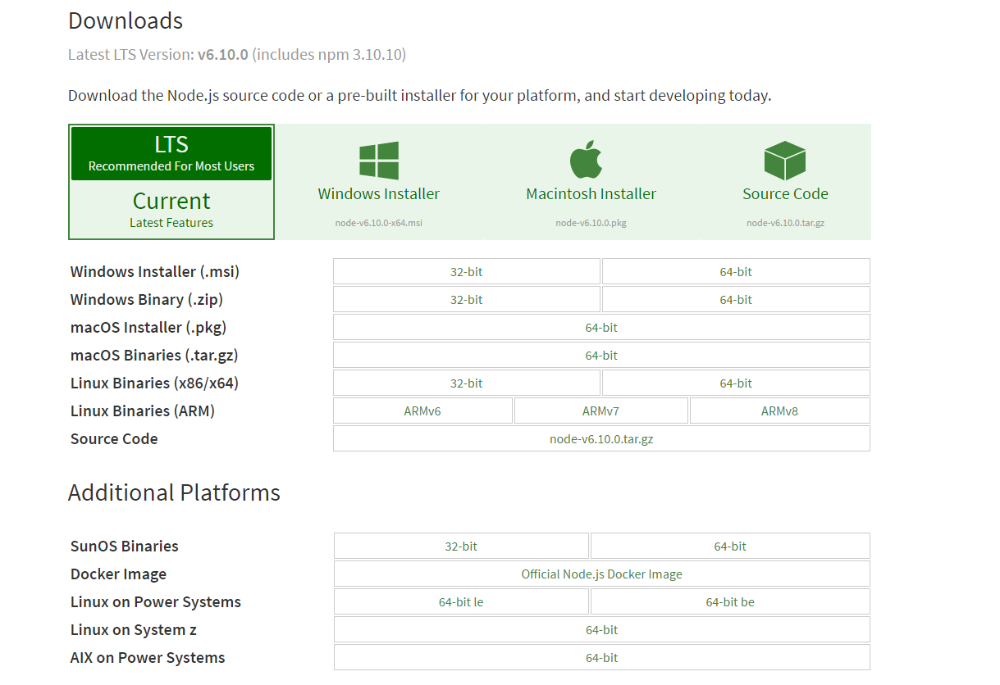 Downloads
Latest LTS Version: v6.10.0 (includes npm 3.10.10)
Download the Node.js source code or a pre-built installer for your platform, and start developing today.
LTS
Recommended For Most Users
Current
Latest Features
Windows Installer
node-v6.10.0-x64.msi
Macintosh Installer
node-v6.10.0.pkg
Source Code
node-v6.10.0.tar.gz
Windows Installer (.msi) 32-bit 64-bit
Windows Binary (.zip) 32-bit 64-bit
macOS Installer (.pkg) 64-bit
macOS Binaries (.tar.gz) 64-bit
Linux Binaries (x86/x64) 32-bit 64-bit
Linux Binaries (ARM) ARMv6 ARMv7 ARMv8
Source Code node-v6.10.0.tar.gz
Additional Platforms
SunOS Binaries 32-bit 64-bit
Docker Image Official Node.js Docker Image
Linux on Power Systems 64-bit le 64-bit be
Linux on System z 64-bit
AIX on Power Systems 64-bit